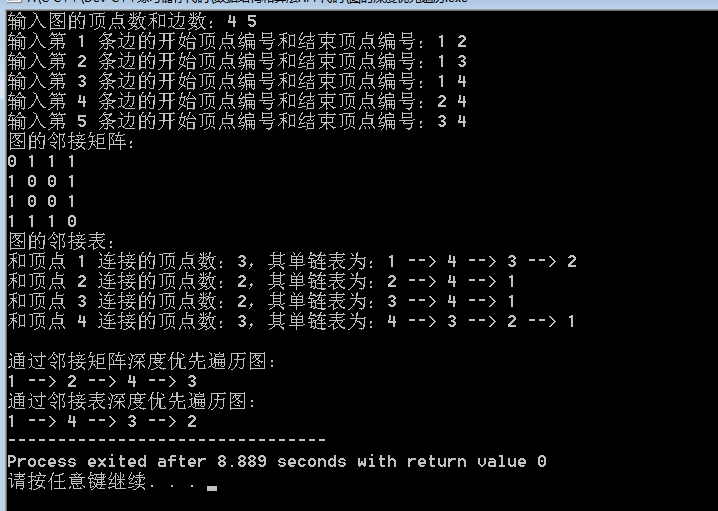 输入图的顶点数和边数：4 5
输入第 1 条边的开始顶点编号和结束顶点编号：1 2
输入第 2 条边的开始顶点编号和结束顶点编号：1 3
输入第 3 条边的开始顶点编号和结束顶点编号：1 4
输入第 4 条边的开始顶点编号和结束顶点编号：2 4
输入第 5 条边的开始顶点编号和结束顶点编号：3 4
图的邻接矩阵：
0 1 1 1
1 0 0 1
1 0 0 1
1 1 1 0
图的邻接表：
和顶点 1 连接的顶点数：3，其单链表为：1 --> 4 --> 3 --> 2
和顶点 2 连接的顶点数：2，其单链表为：2 --> 4 --> 1
和顶点 3 连接的顶点数：2，其单链表为：3 --> 4 --> 1
和顶点 4 连接的顶点数：3，其单链表为：4 --> 3 --> 2 --> 1
通过邻接矩阵深度优先遍历图：
1 --> 2 --> 4 --> 3
通过邻接表深度优先遍历图：
1 --> 4 --> 3 --> 2
--------------------------------
Process exited after 8.889 seconds with return value 0
请按任意键继续. . .